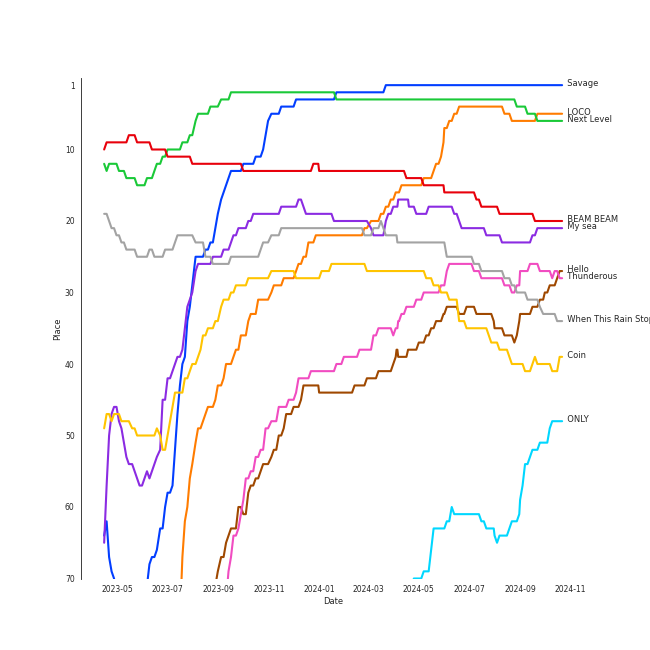 1
10
20
30
40
50
60
70
Place
2023-05
2023-07
2023-09
2023-11
2024-01
2024-03
2024-05
2024-07
2024-09
2024-11
Date
Savage
LOCO
Next Level
BEAM BEAM
My sea
Hello
Thunderous
When This Rain Stop
Coin
ONLY